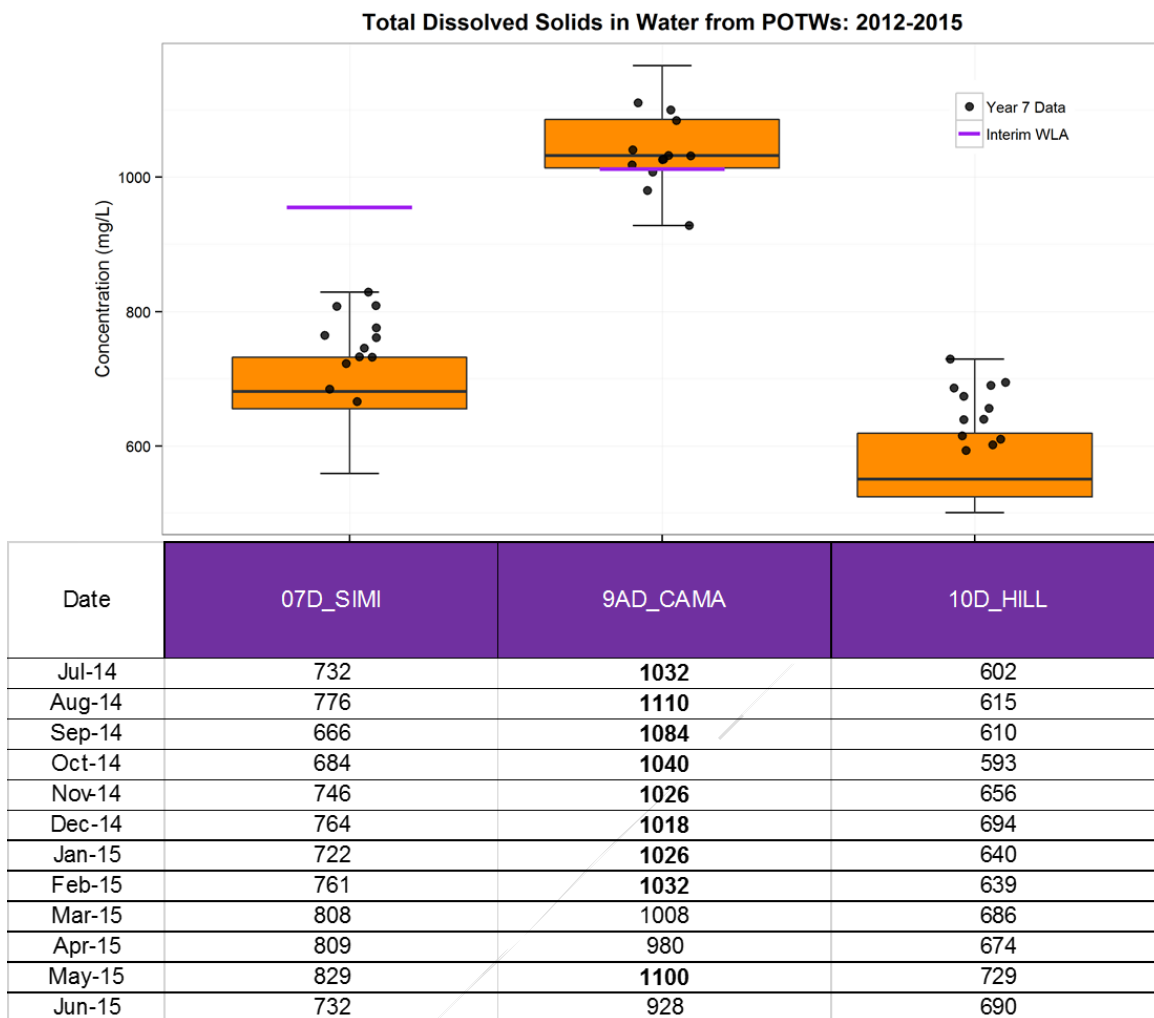 Total Dissolved Solids in Water from POTWs: 2012-2015
Concentration (mg/L)
1000
800
600
Year 7 Data
Interim WLA
Date 07D_SIMI 9AD_CAMA 10D_HILL
Jul-14 732 1032 602
Aug-14 776 1110 615
Sep-14 666 1084 610
Oct-14 684 1040 593
Nov-14 746 1026 656
Dec-14 764 1018 694
Jan-15 722 1026 640
Feb-15 761 1032 639
Mar-15 808 1008 686
Apr-15 809 980 674
May-15 829 1100 729
Jun-15 732 928 690